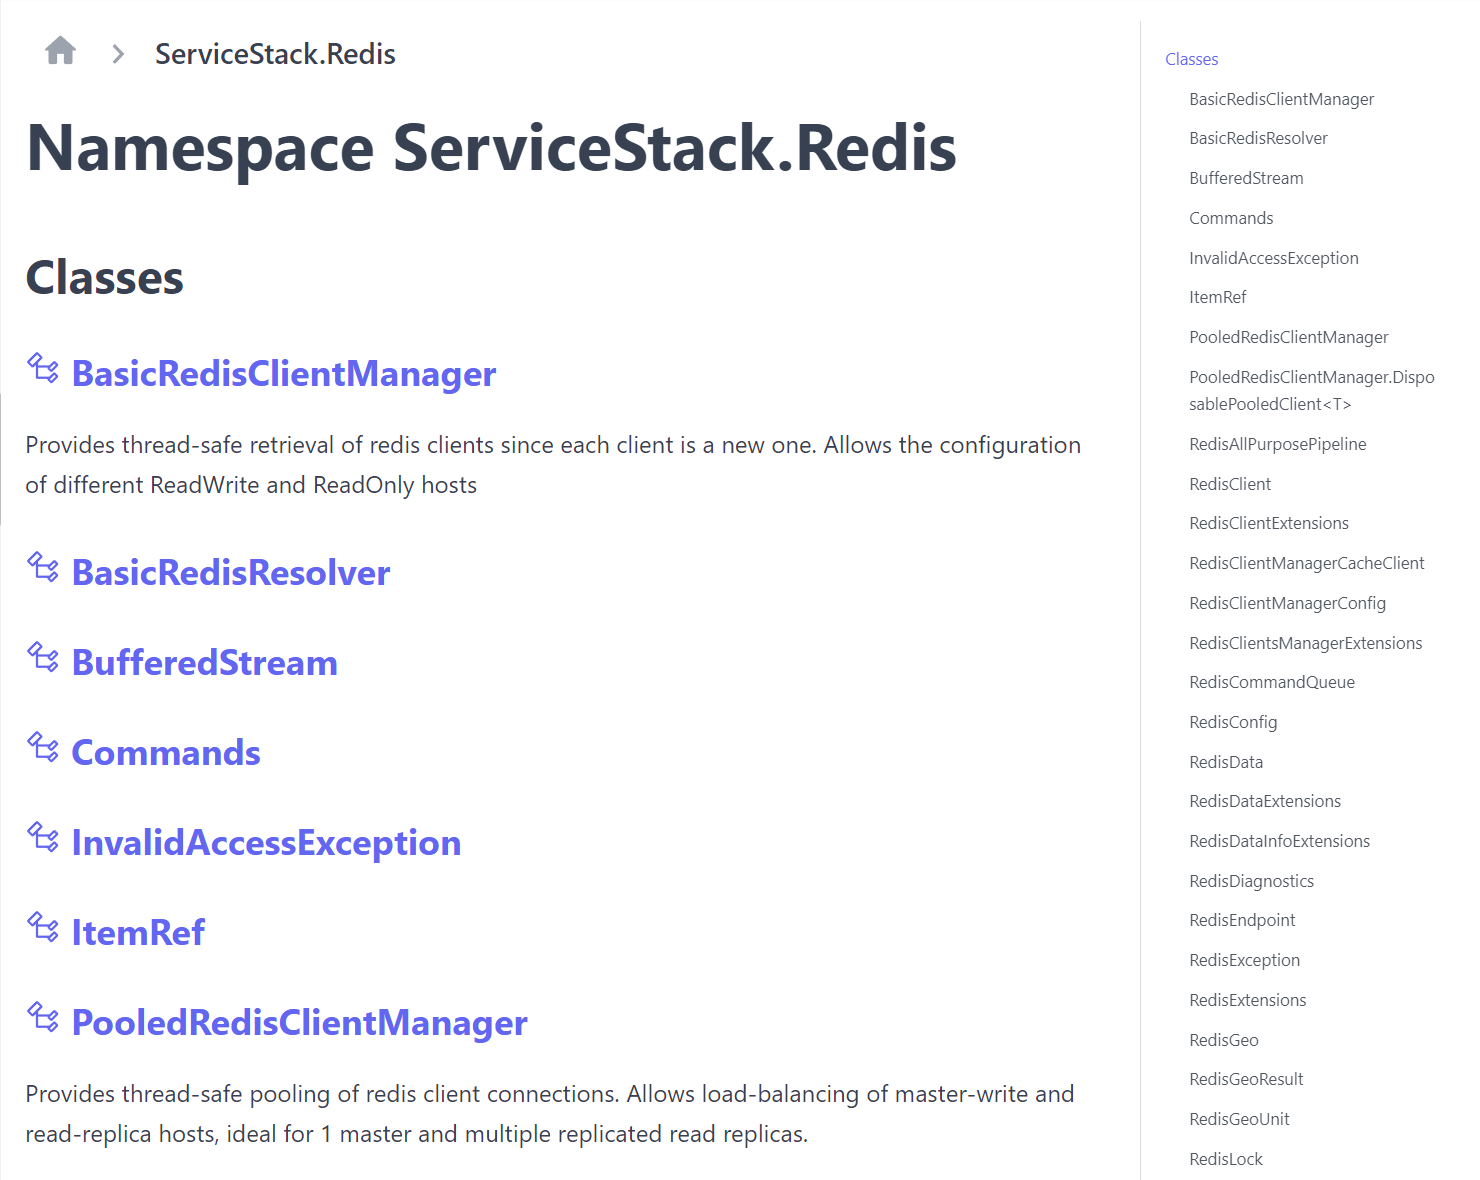 ServiceStack.Redis
Namespace ServiceStack.Redis
Classes
BasicRedisClientManager
Provides thread-safe retrieval of redis clients since each client is a new one. Allows the configuration
of different ReadWrite and ReadOnly hosts
BasicRedisResolver
BufferedStream
Commands
InvalidAccessException
ItemRef
PooledRedisClientManager
Provides thread-safe pooling of redis client connections. Allows load-balancing of master-write and
read-replica hosts, ideal for 1 master and multiple replicated read replicas.
Classes
BasicRedisClientManager
BasicRedisResolver
BufferedStream
Commands
InvalidAccessException
ItemRef
PooledRedisClientManager
PooledRedisClientManager.Dispo
sablePooledClient<T>
RedisAllPurposePipeline
RedisClient
RedisClientExtensions
RedisClientManagerCacheClient
RedisClientManagerConfig
RedisClientsManagerExtensions
RedisCommandQueue
RedisConfig
RedisData
RedisDataExtensions
RedisDataInfoExtensions
RedisDiagnostics
RedisEndpoint
RedisException
RedisExtensions
RedisGeo
RedisGeoResult
RedisGeoUnit
RedisLock